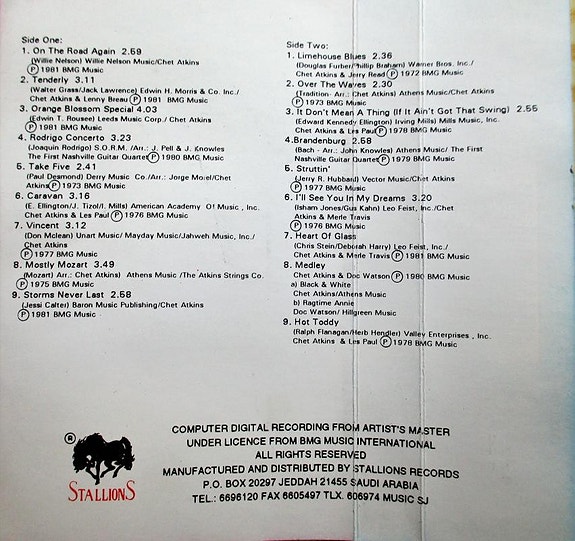 Side One:
1. On The Road Again 2.59
(Willie Nelson) Willie Nelson Music/Chet Atkins
Ⓟ 1981 BMG Music
2. Tenderly 3.11
(Walter Grass/Jack Lawrence) Edwin H. Morris & Co. Inc./
Chet Atkins & Lenny Breau Ⓟ 1981 BMG Music
3. Orange Blossom Special 4.03
(Edwin T. Rousee) Leeds Music Corp./ Chet Atkins
Ⓟ 1981 BMG Music
4. Rodrigo Concerto 3.23
(Joaquin Rodrigo) S.O.R.M. /Arr.: J. Pell & J. Knowles
The First Nashville Guitar Quartet Ⓟ 1980 BMG Music
5. Take Five 2.41
(Paul Desmond) Derry Music Co./Arr.: Jorge Morel/Chet
Atkins Ⓟ 1973 BMG Music
6. Caravan 3.16
(E. Ellington/J. Tizol/I. Mills) American Academy Of Music, Inc.
Chet Atkins & Les Paul Ⓟ 1976 BMG Music
7. Vincent 3.12
(Don Mclean) Unart Music/ Mayday Music/Jahweh Music, Inc./
Chet Atkins
Ⓟ 1977 BMG Music
8. Mostly Mozart 3.49
(Mozart) Arr.: Chet Atkins) Athens Music /The Atkins Strings Co.
Ⓟ 1975 BMG Music
9. Storms Never Last 2.58
(Jessi Calter) Baron Music Publishing/Chet Atkins
Ⓟ 1981 BMG Music
Side Two:
1. Limehouse Blues 2.36
(Douglas Furber/Phillip Braham) Warner Bros. Inc./
Chet Atkins & Jerry Reed Ⓟ 1972 BMG Music
2. Over The Waves 2.30
(Tradition- Arr.: Chet Atkins) Athens Music/Chet Atkins
Ⓟ 1973 BMG Music
3. It Don't Mean A Thing (If It Ain't Got That Swing) 2.55
(Edward Kennedy Ellington) Irving Mills) Mills Music, Inc.
Chet Atkins & Les Paul Ⓟ 1978 BMG Music
4.Brandenburg 2.58
(Bach - Arr.: John Knowles) Athens Music/ The First
Nashville Guitar Quartet Ⓟ 1979 BMG Music
5. Struttin'
(Jerry R. Hubbard) Vector Music/Chet Atkins
Ⓟ 1977 BMG Music
6. I'll See You In My Dreams 3.20
(Isham Jones/Gus Kahn) Leo Feist, Inc./Chet
Atkins & Merle Travis
Ⓟ 1976 BMG Music
7. Heart Of Glass
(Chris Stein/Deborah Harry) Leo Feist, Inc./
Chet Atkins & Merle Travis Ⓟ 1981 BMG Music
8. Medley
Chet Atkins & Doc Watson Ⓟ 1980 BMG Music
a) Black & White
Chet Atkins/Athens Music
b) Ragtime Annie
Doc Watson/ Hillgreen Music
9. Hot Toddy
(Ralph Flanagan/Herb Hendler) Valley Enterprises , Inc.
Chet Atkins & Les Paul Ⓟ 1978 BMG Music
®
STALLIONS
COMPUTER DIGITAL RECORDING FROM ARTIST'S MASTER
UNDER LICENCE FROM BMG MUSIC INTERNATIONAL
ALL RIGHTS RESERVED
MANUFACTURED AND DISTRIBUTED BY STALLIONS RECORDS
P.O. BOX 20297 JEDDAH 21455 SAUDI ARABIA
TEL.: 6696120 FAX 6605497 TLX. 606974 MUSIC SJ